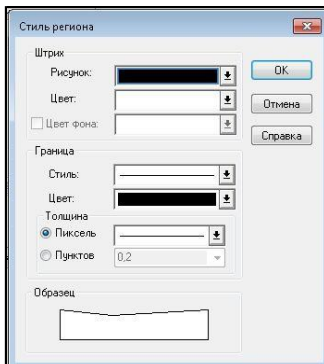 Стиль региона
Штрих
Рисунок:
Цвет:
Цвет фона:
Граница
Стиль:
Цвет:
Толщина
Пиксель
Пунктов 0,2
Образец
OK
Отмена
Справка